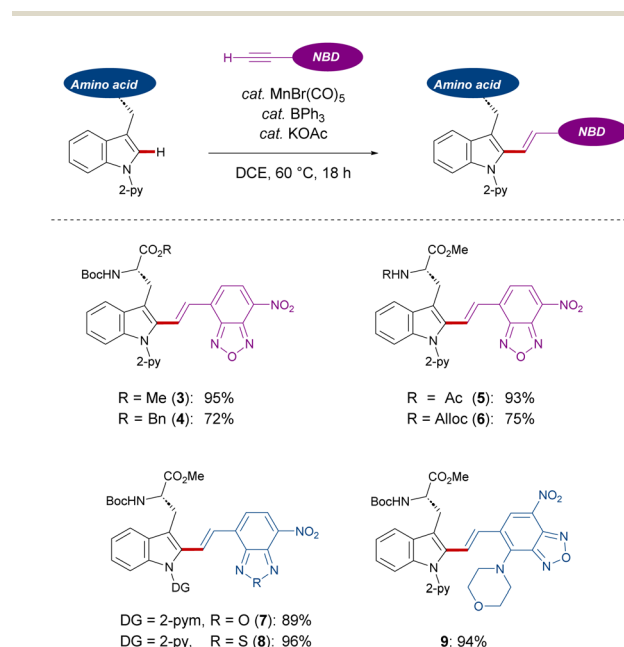 H NBD
Amino acid
cat. MnBr(CO)5
cat. BPh3
cat. KOAc
DCE, 60 °C, 18 h
H
N
2-py
Amino acid
NBD
N
2-py
CO2R
BocHN
NO2
N
2-py
N O N
R = Me (3): 95%
R = Bn (4): 72%
CO2Me
RHN
NO2
N
2-py
N O N
R = Ac (5): 93%
R = Alloc (6): 75%
CO2Me
BocHN
NO2
N
DG
N R N
DG = 2-pym, R = O (7): 89%
DG = 2-py, R = S (8): 96%
CO2Me
BocHN
NO2
N
O
N
N
2-py
N
O
9: 94%